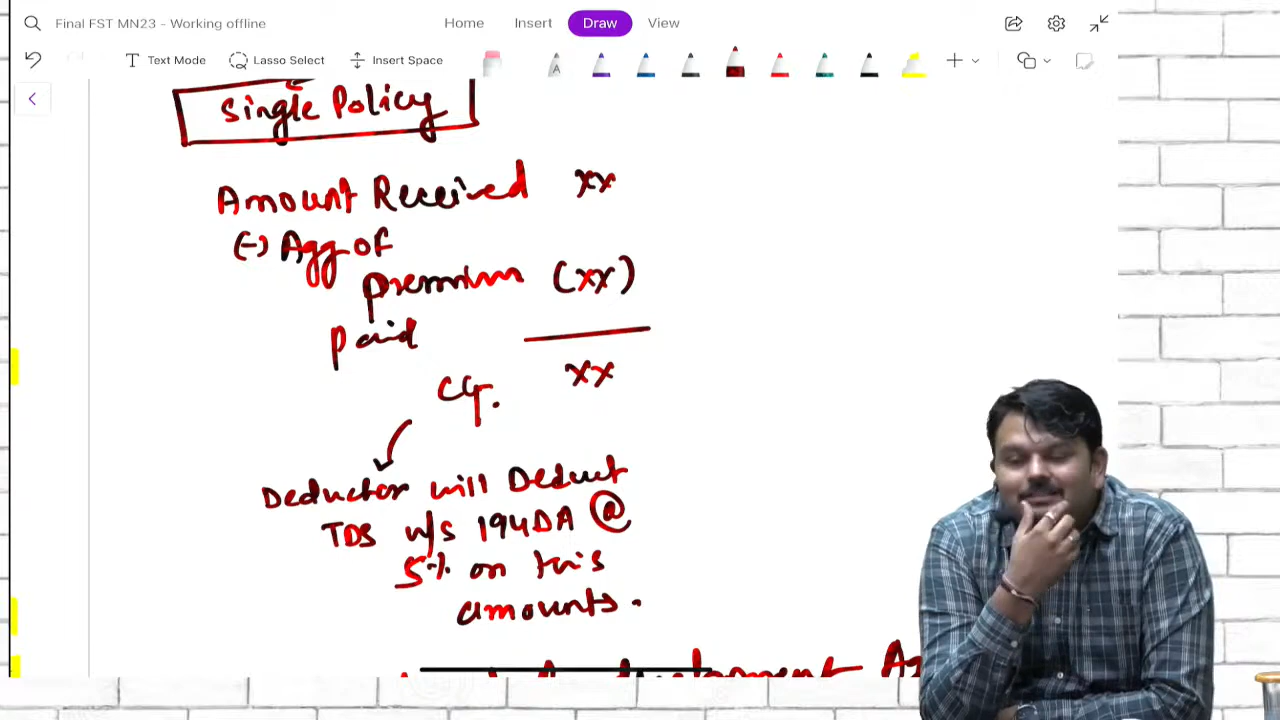 Final FST MN23 - Working offline
Home Insert Draw View
Text Mode Lasso Select Insert Space
A
Single Policy
Amount Received xx
(-) Agg of
premium (xx)
paid
xx
CG.
Deductor will Deduct
TDS u/s 194DA @
5% on this
amounts.